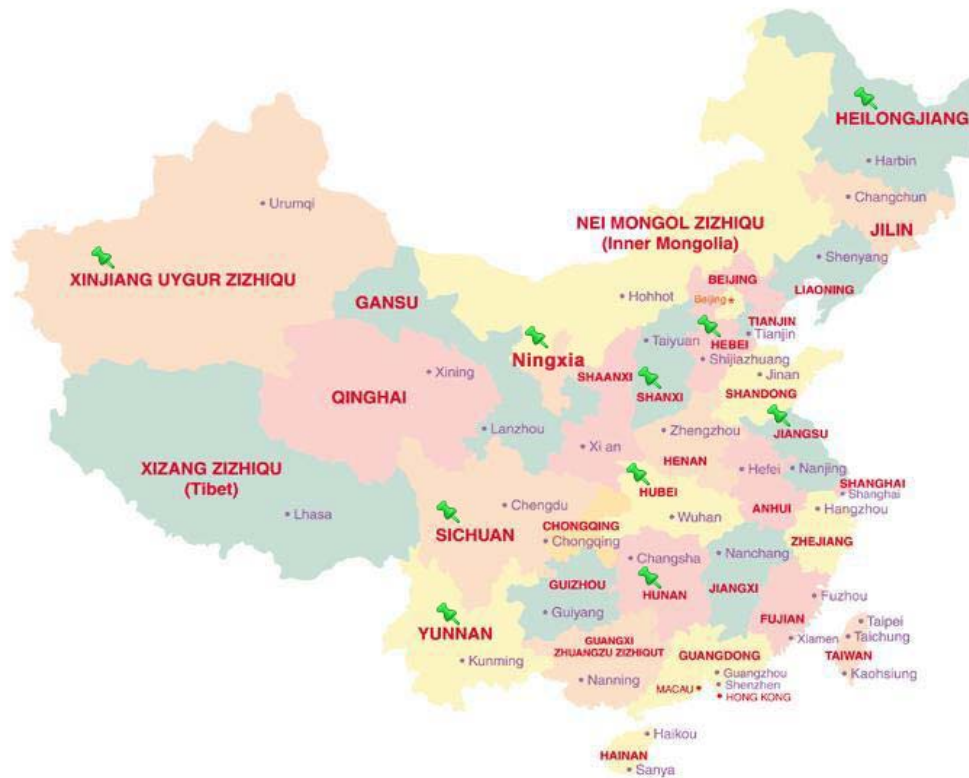 HEILONGJIANG
Harbin
Changchun
JILIN
Urumqi
NEI MONGOL ZIZHIQU
(Inner Mongolia)
Shenyang
XINJIANG UYGUR ZIZHIQU
BEIJING
LIAONING
GANSU
Hohhot
Beijing
TIANJIN
Tianjin
Taiyuan
HEBEI
Ningxia
Shijiazhuang
Xining
SHAANXI
Jinan
QINGHAI
SHANXI
SHANDONG
Lanzhou
Zhengzhou
JIANGSU
Xi an
HENAN
XIZANG ZIZHIQU
(Tibet)
Hefei
Nanjing
SHANGHAI
Shanghai
HUBEI
Chengdu
ANHUI
Hangzhou
Lhasa
Wuhan
CHONGQING
SICHUAN
Chongqing
ZHEJIANG
Changsha
Nanchang
GUIZHOU
HUNAN
JIANGXI
Fuzhou
Guiyang
FUJIAN
Taipei
YUNNAN
GUANGXI
ZHUANGZU ZIZHIQUT
Xiamen
Taichung
Kunming
GUANGDONG
TAIWAN
Nanning
Guangzhou
Kaohsiung
Shenzhen
MACAU
HONG KONG
Haikou
HAINAN
Sanya